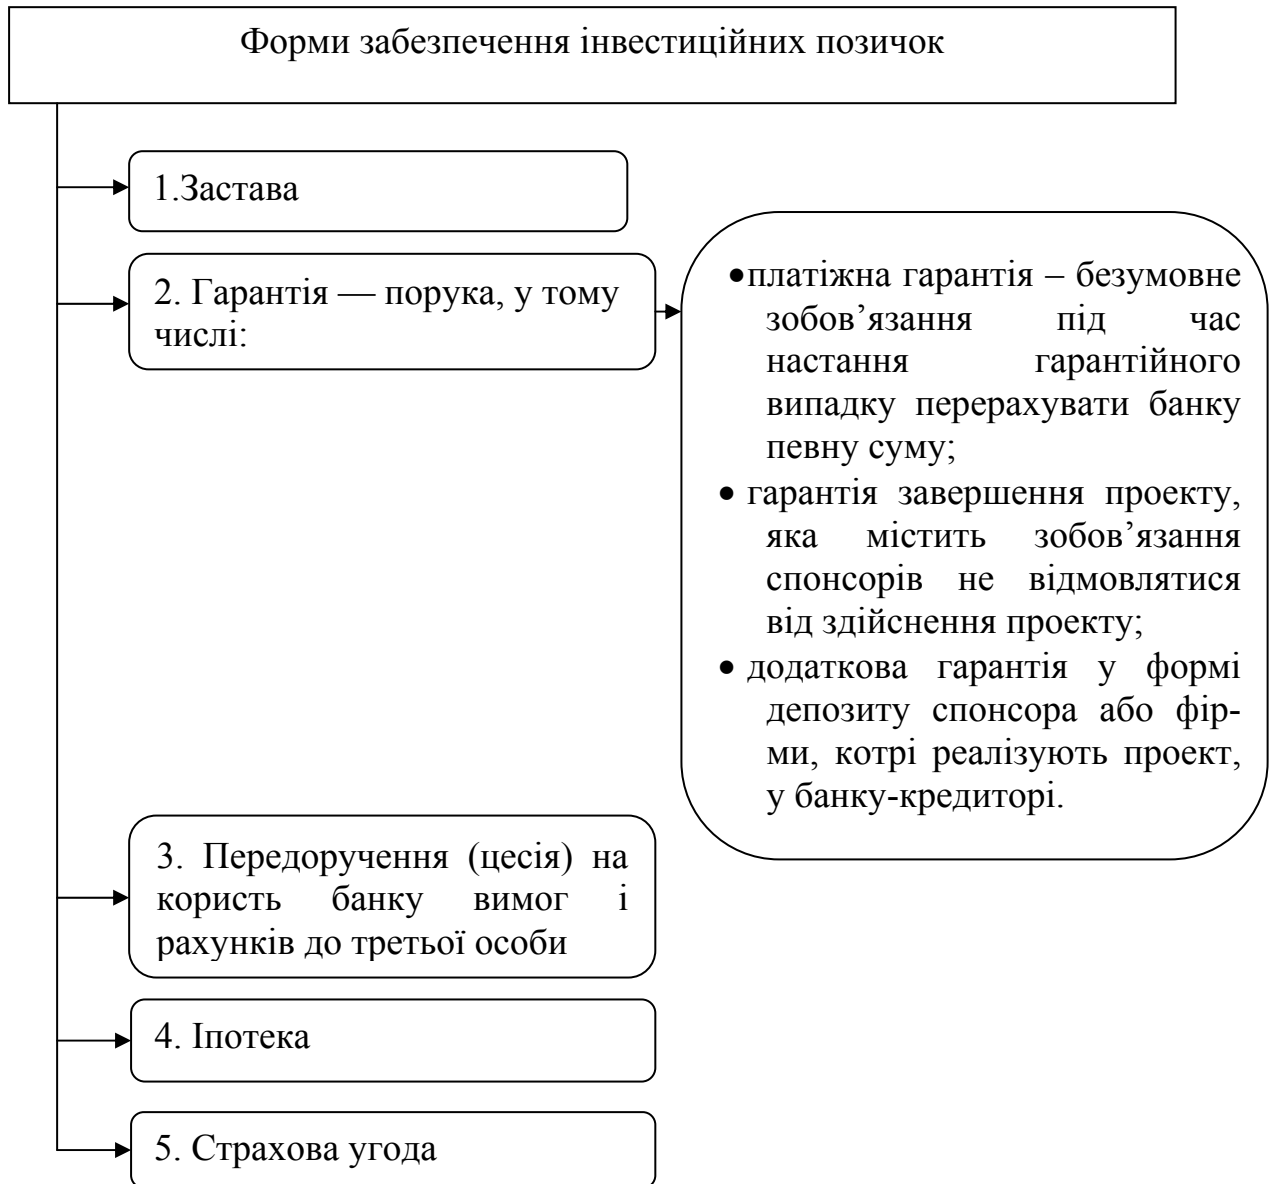 Форми забезпечення інвестиційних позичок
1.Застава
2. Гарантія — порука, у тому
числі:
•платіжна гарантія – безумовне
зобов’язання під час
настання гарантійного
випадку перерахувати банку
певну суму;
• гарантія завершення проекту,
яка містить зобов’язання
спонсорів не відмовлятися
від здійснення проекту;
• додаткова гарантія у формі
депозиту спонсора або фір-
ми, котрі реалізують проект,
у банку-кредиторі.
3. Передоручення (цесія) на
користь банку вимог і
рахунків до третьої особи
4. Іпотека
5. Страхова угода